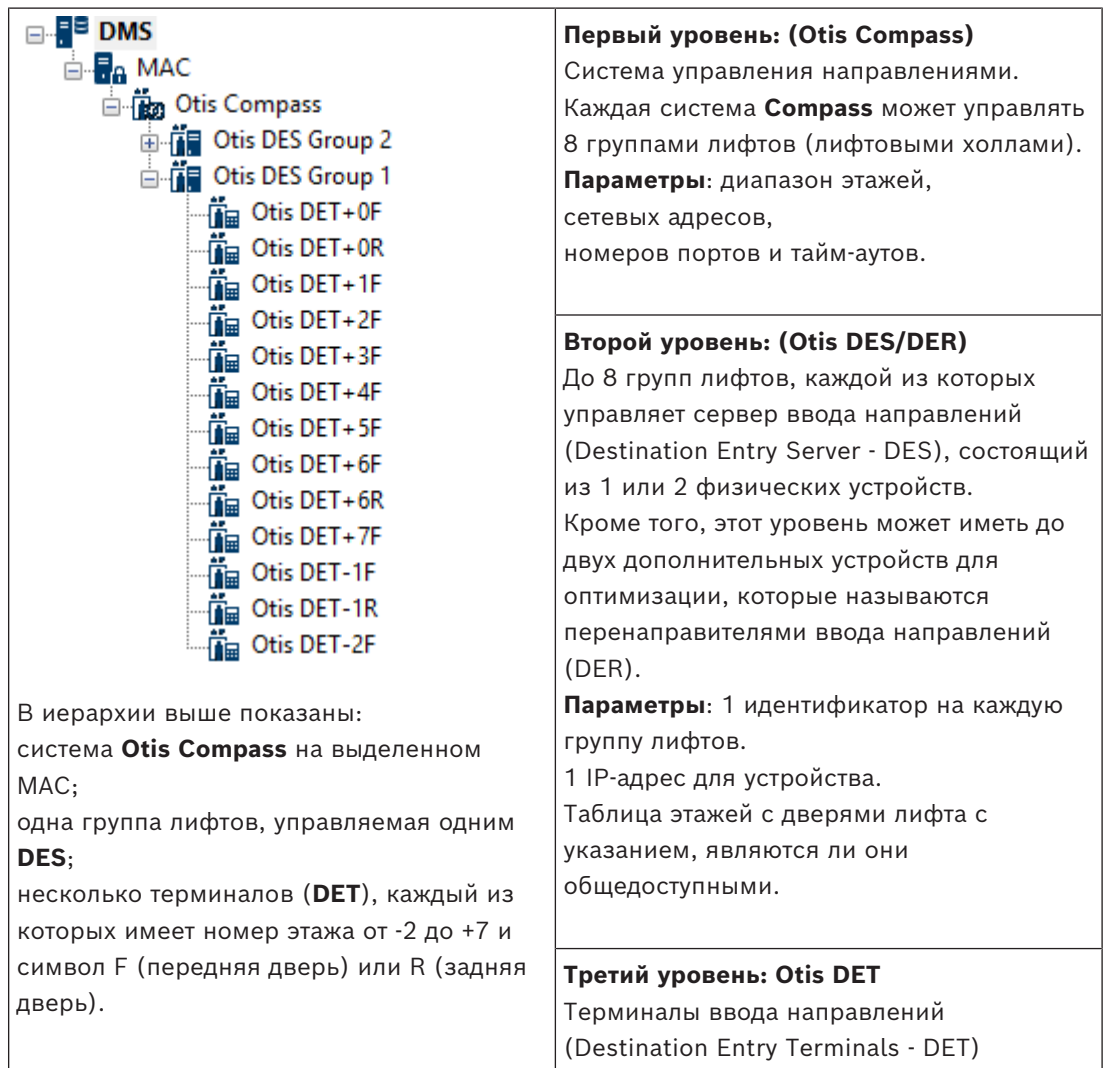 DMS
MAC
Otis Compass
Otis DES Group 2
Otis DES Group 1
Otis DET+0F
Otis DET+0R
Otis DET+1F
Otis DET+2F
Otis DET+3F
Otis DET+4F
Otis DET+5F
Otis DET+6F
Otis DET+6R
Otis DET+7F
Otis DET-1F
Otis DET-1R
Otis DET-2F
В иерархии выше показаны:
система Otis Compass на выделенном
MAC;
одна группа лифтов, управляемая одним
DES;
несколько терминалов (DET), каждый из
которых имеет номер этажа от -2 до +7 и
символ F (передняя дверь) или R (задняя
дверь).
Первый уровень: (Otis Compass)
Система управления направлениями.
Каждая система Compass может управлять
8 группами лифтов (лифтовыми холлами).
Параметры: диапазон этажей,
сетевых адресов,
номеров портов и тайм-аутов.
Второй уровень: (Otis DES/DER)
До 8 групп лифтов, каждой из которых
управляет сервер ввода направлений
(Destination Entry Server - DES), состоящий
из 1 или 2 физических устройств.
Кроме того, этот уровень может иметь до
двух дополнительных устройств для
оптимизации, которые называются
перенаправителями ввода направлений
(DER).
Параметры: 1 идентификатор на каждую
группу лифтов.
1 IP-адрес для устройства.
Таблица этажей с дверями лифта с
указанием, являются ли они
общедоступными.
Третий уровень: Otis DET
Терминалы ввода направлений
(Destination Entry Terminals - DET)